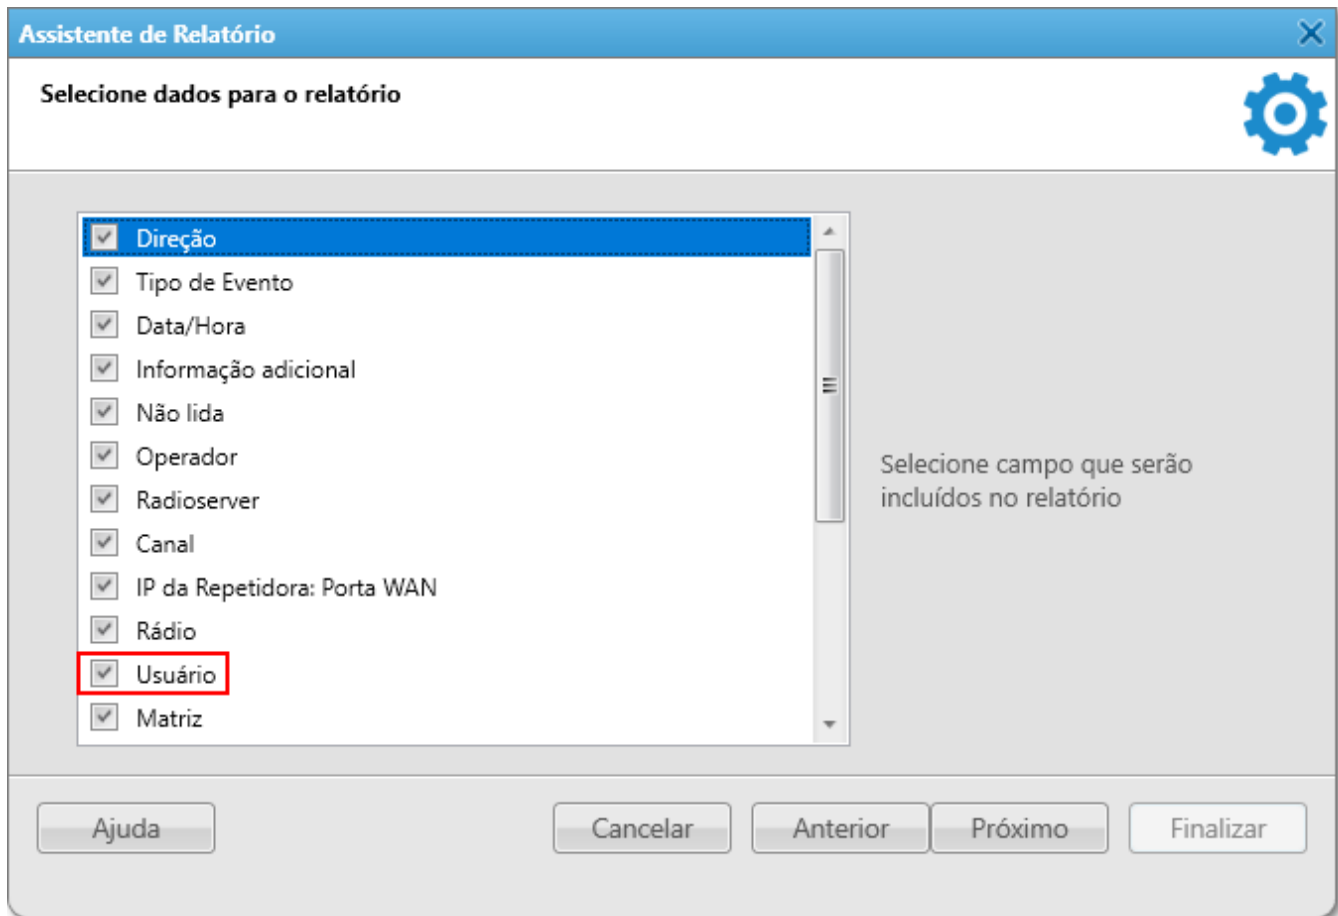 Assistente de Relatório
Selecione dados para o relatório
Direção
Tipo de Evento
Data/Hora
Informação adicional
Não lida
Operador
Radioserver
Canal
IP da Repetidora: Porta WAN
Rádio
Usuário
Matriz
Selecione campo que serão
incluídos no relatório
Ajuda
Cancelar
Anterior
Próximo
Finalizar